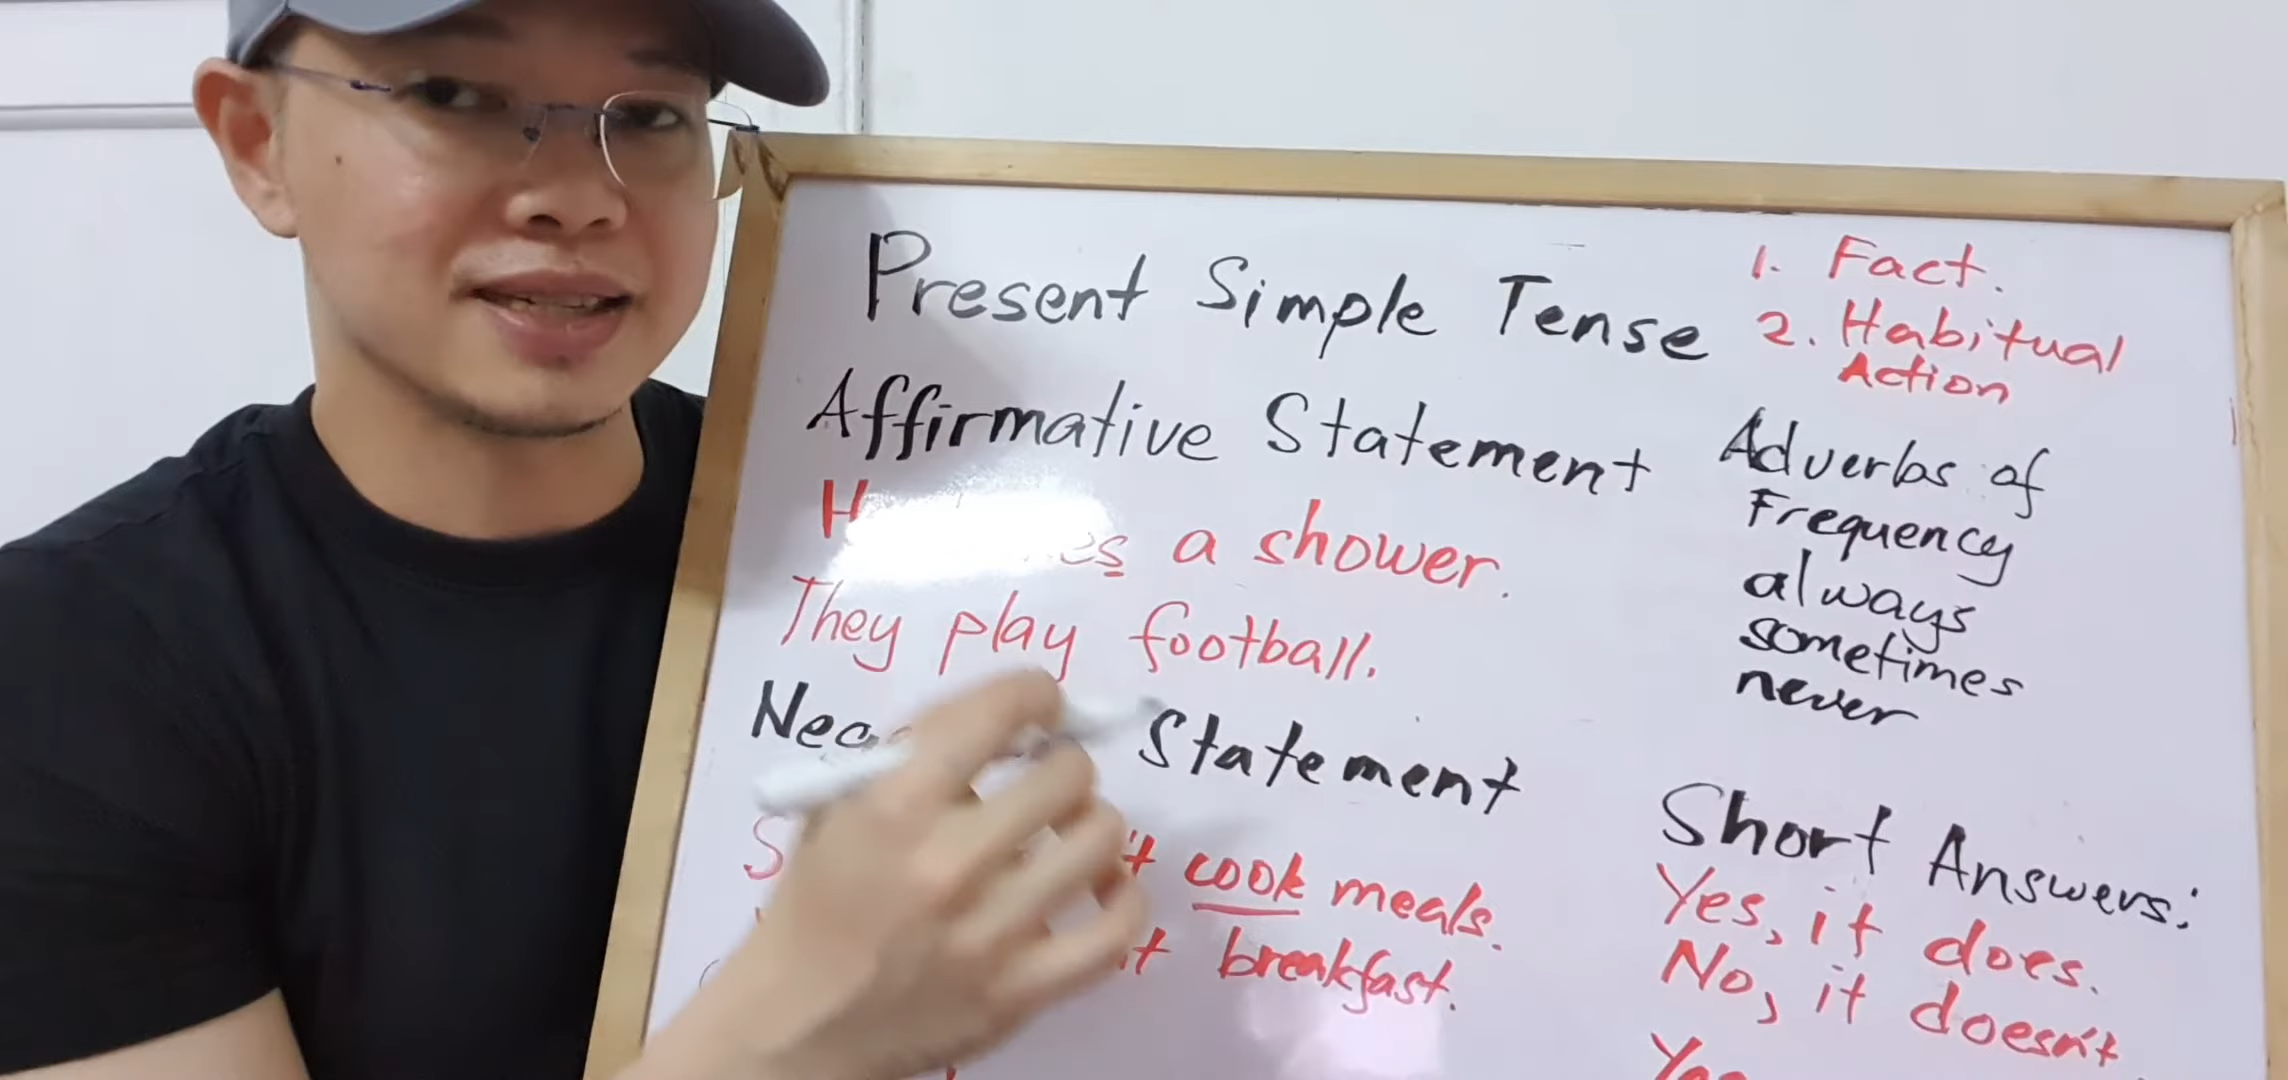 Present Simple Tense
1. Fact.
2. Habitual
Action
Affirmative Statement
a shower.
They play football.
Statement
cook meals.
breakfast.
Adverbs of
Frequency
always
sometimes
never
Short Answers:
Yes, it does.
No, it doesn't